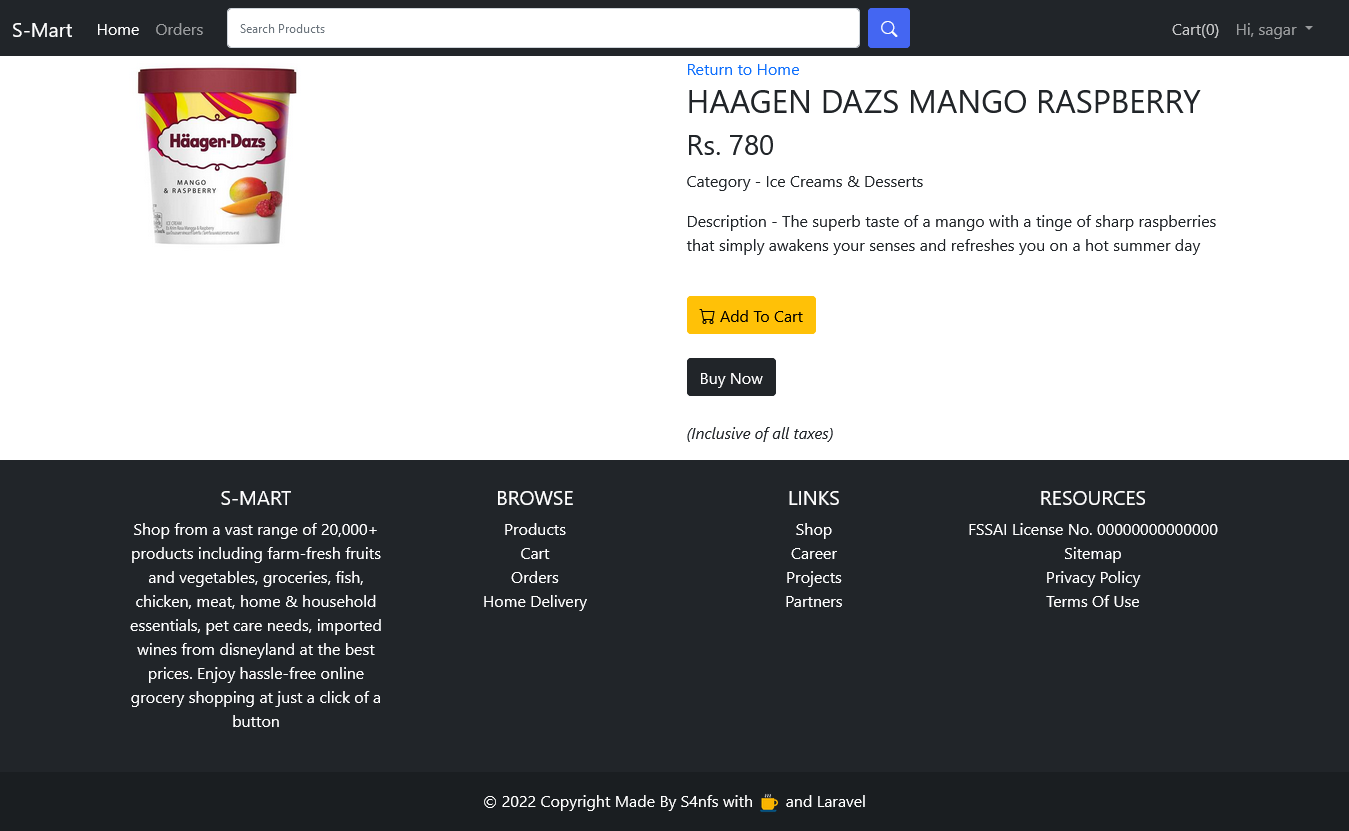 S-Mart Home Orders Search Products Cart(0) Hi, sagar
Häagen-Dazs
MANGO
& RASPBERRY
Return to Home
HAAGEN DAZS MANGO RASPBERRY
Rs. 780
Category - Ice Creams & Desserts
Description - The superb taste of a mango with a tinge of sharp raspberries
that simply awakens your senses and refreshes you on a hot summer day
Add To Cart
Buy Now
(Inclusive of all taxes)
S-MART
Shop from a vast range of 20,000+
products including farm-fresh fruits
and vegetables, groceries, fish,
chicken, meat, home & household
essentials, pet care needs, imported
wines from disneyland at the best
prices. Enjoy hassle-free online
grocery shopping at just a click of a
button
BROWSE
Products
Cart
Orders
Home Delivery
LINKS
Shop
Career
Projects
Partners
RESOURCES
FSSAI License No. 00000000000000
Sitemap
Privacy Policy
Terms Of Use
© 2022 Copyright Made By S4nfs with and Laravel